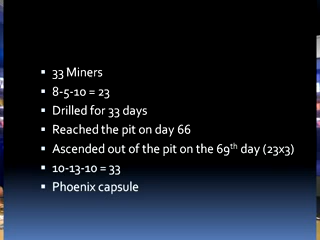 33 Miners
8-5-10 = 23
Drilled for 33 days
Reached the pit on day 66
Ascended out of the pit on the 69th day (23x3)
10-13-10 = 33
Phoenix capsule